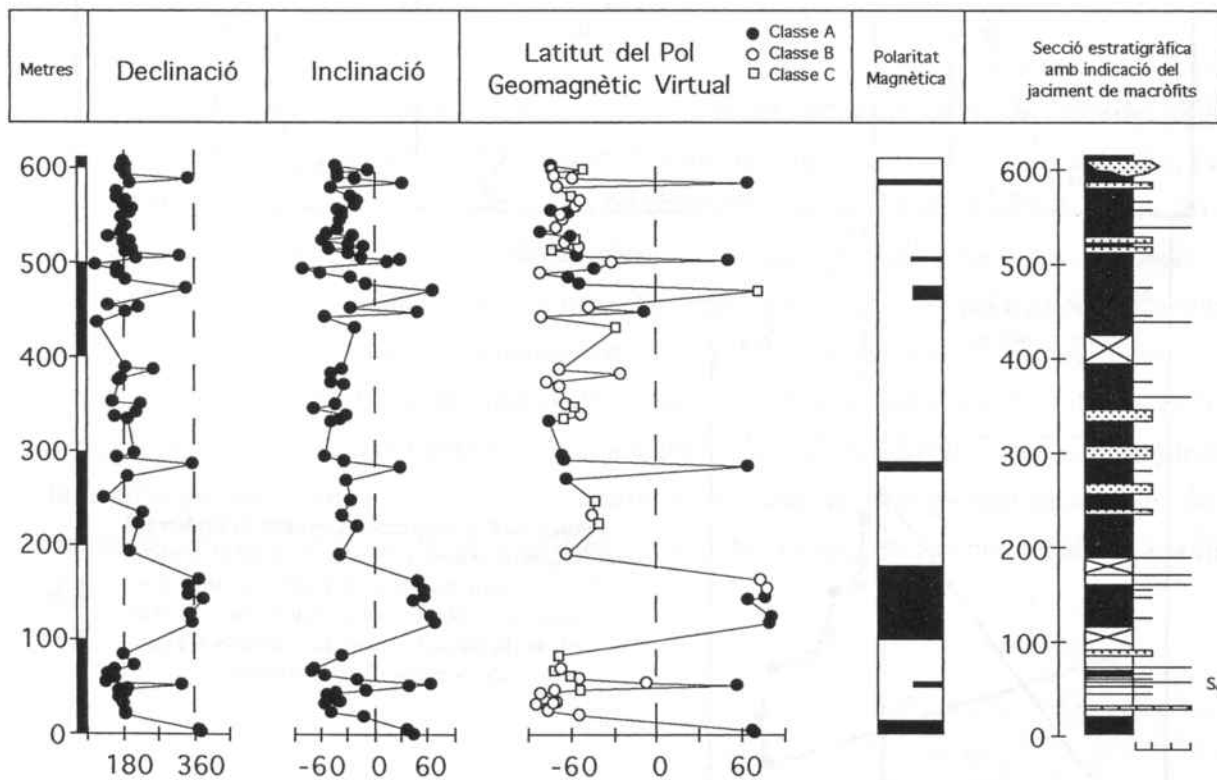 Metres
Declinació
Inclinació
Latitut del Pol
Geomagnètic Virtual
Classe A
Classe B
Classe C
Polaritat
Magnètica
Secció estratigràfica
amb indicació del
jaciment de macròfits
600
500
400
300
200
100
0
180 360
-60 0 60
-60 0 60
600
500
400
300
200
100
0